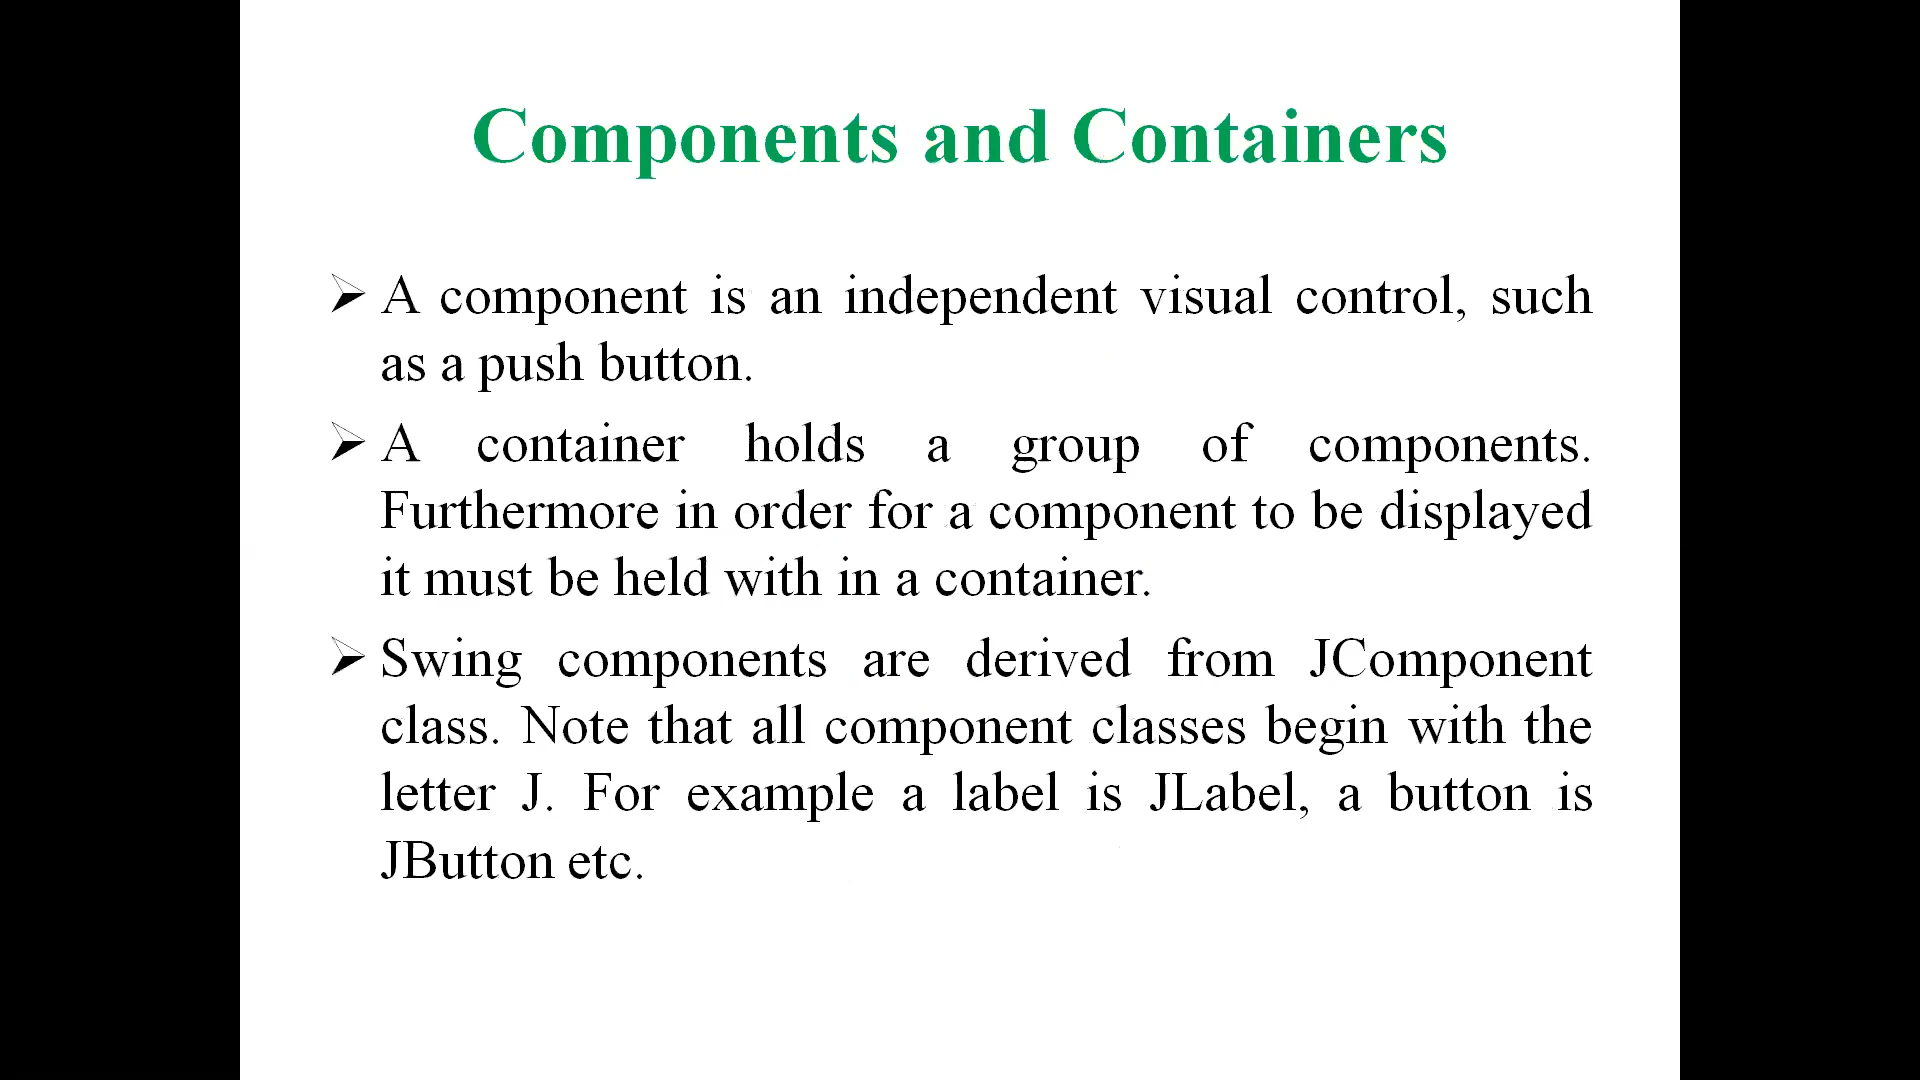 Components and Containers
A component is an independent visual control, such
as a push button.
A container holds a group of components.
Furthermore in order for a component to be displayed
it must be held with in a container.
Swing components are derived from JComponent
class. Note that all component classes begin with the
letter J. For example a label is JLabel, a button is
JButton etc.